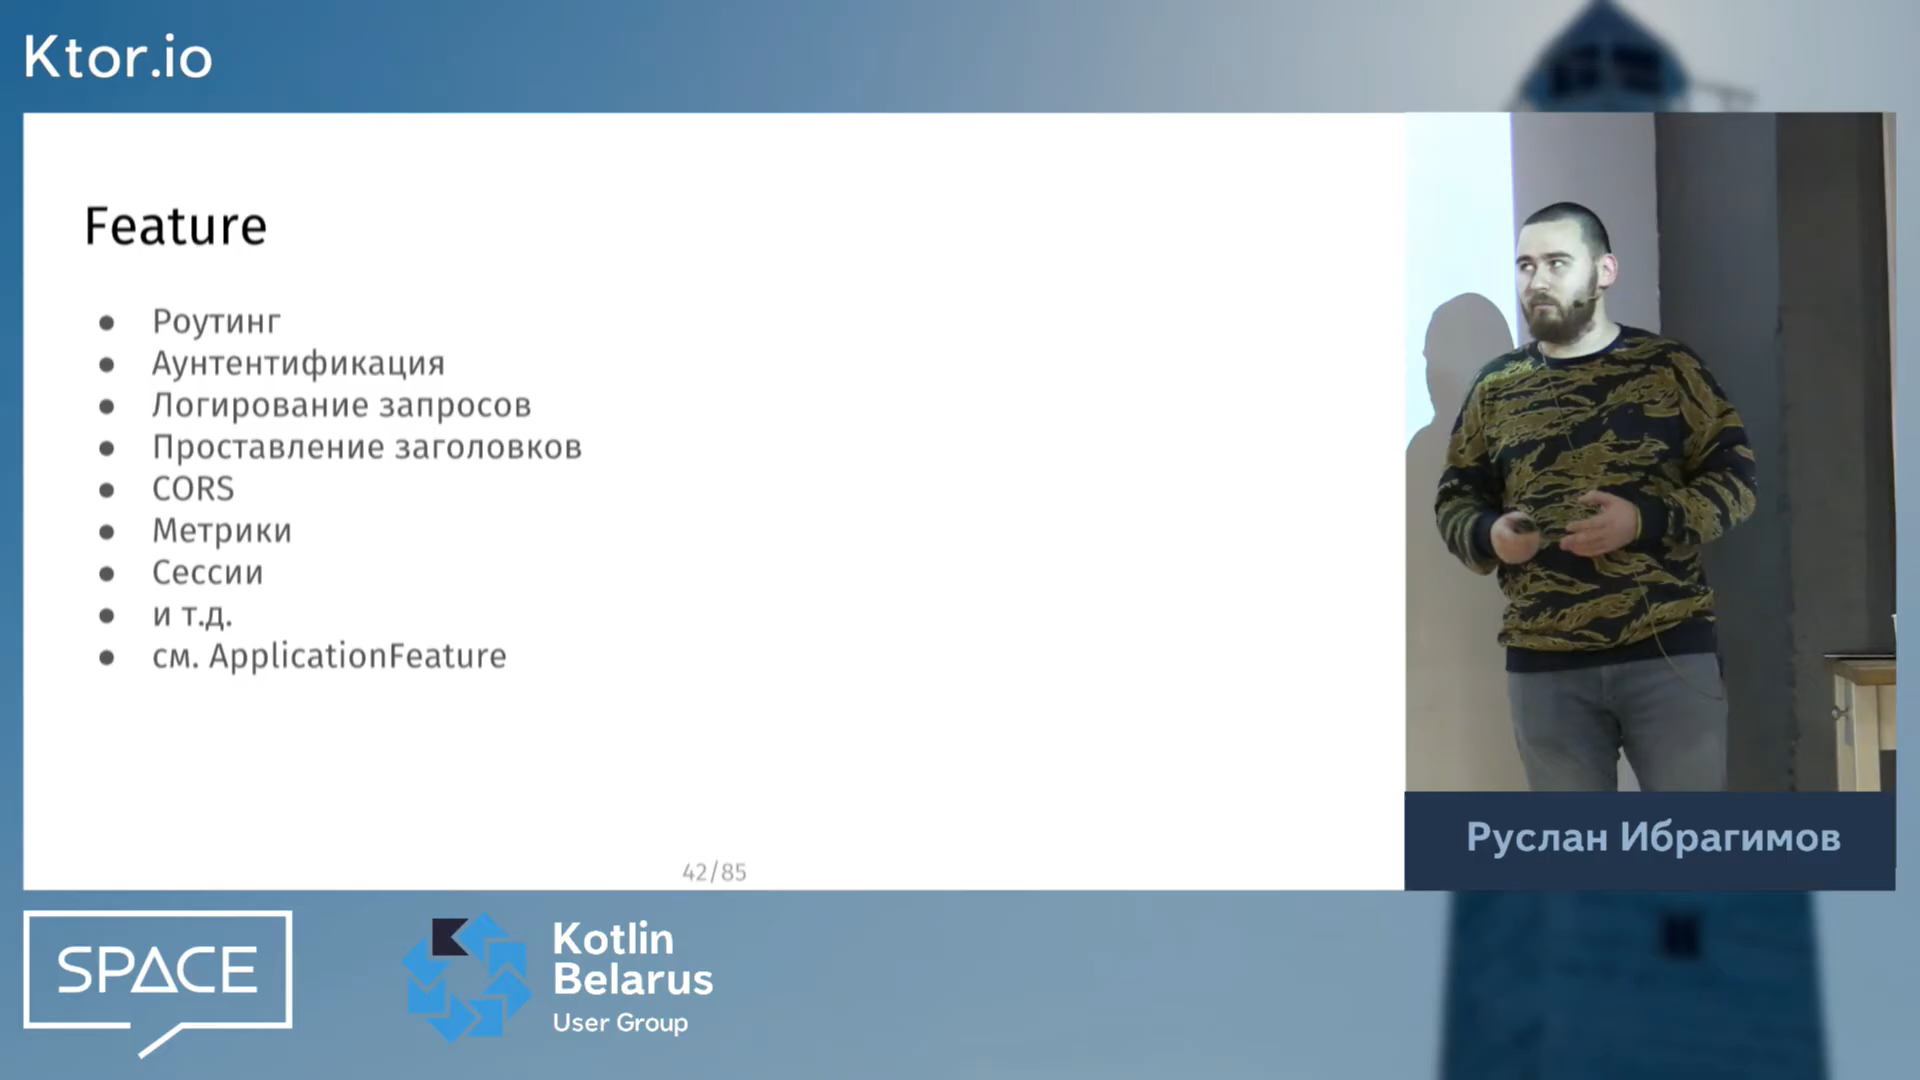 Ktor.io
Feature
● Роутинг
● Аунтентификация
● Логирование запросов
● Проставление заголовков
● CORS
● Метрики
● Сессии
● и т.д.
● см. ApplicationFeature
42/85
Руслан Ибрагимов
SPACE
Kotlin
Belarus
User Group